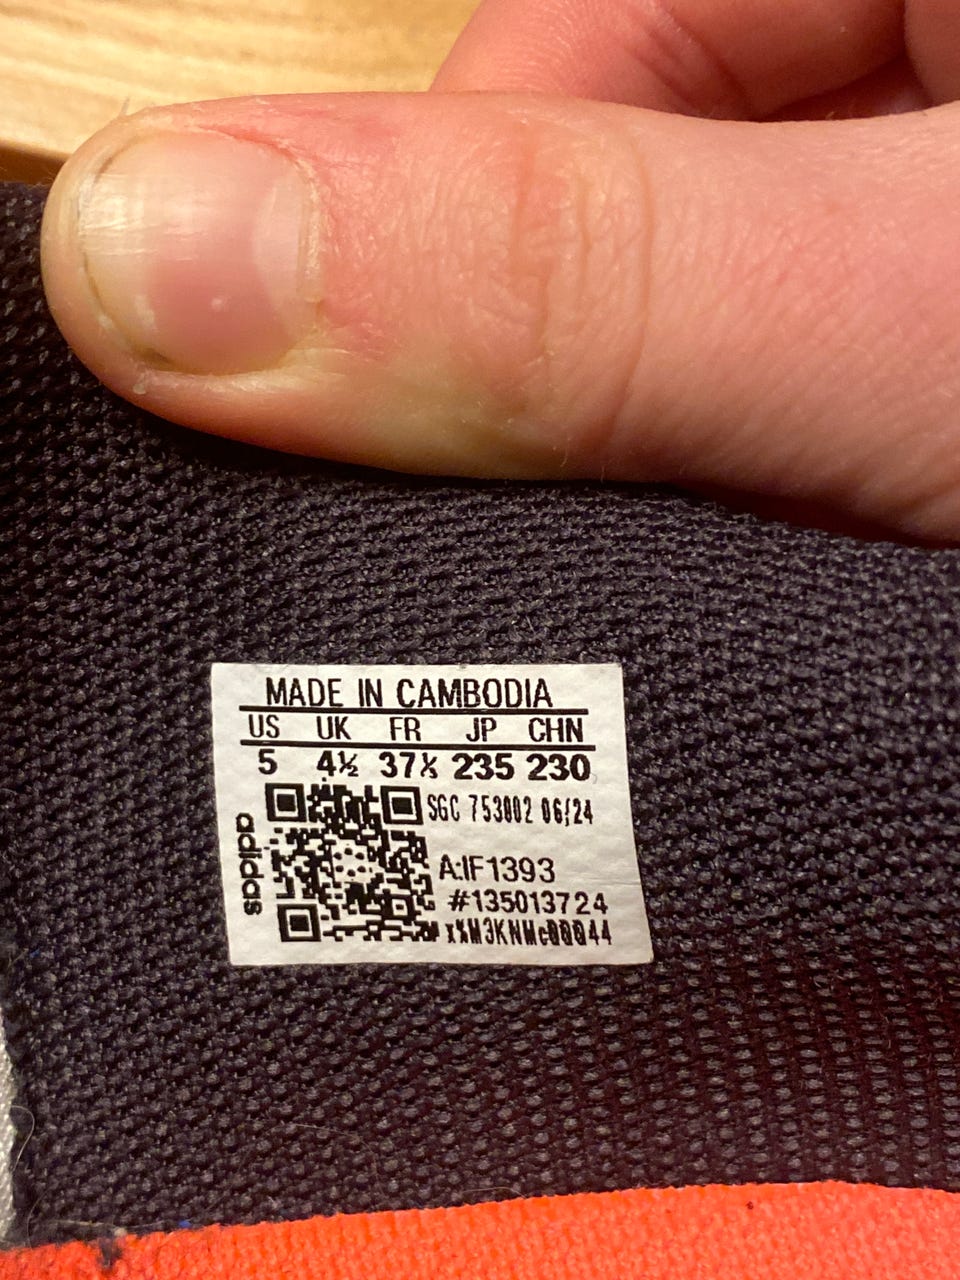 MADE IN CAMBODIA
US UK FR JP CHN
5 4½ 37⅓ 235 230
SGC 753002 06/24
A:IF1393
#135013724
adidas